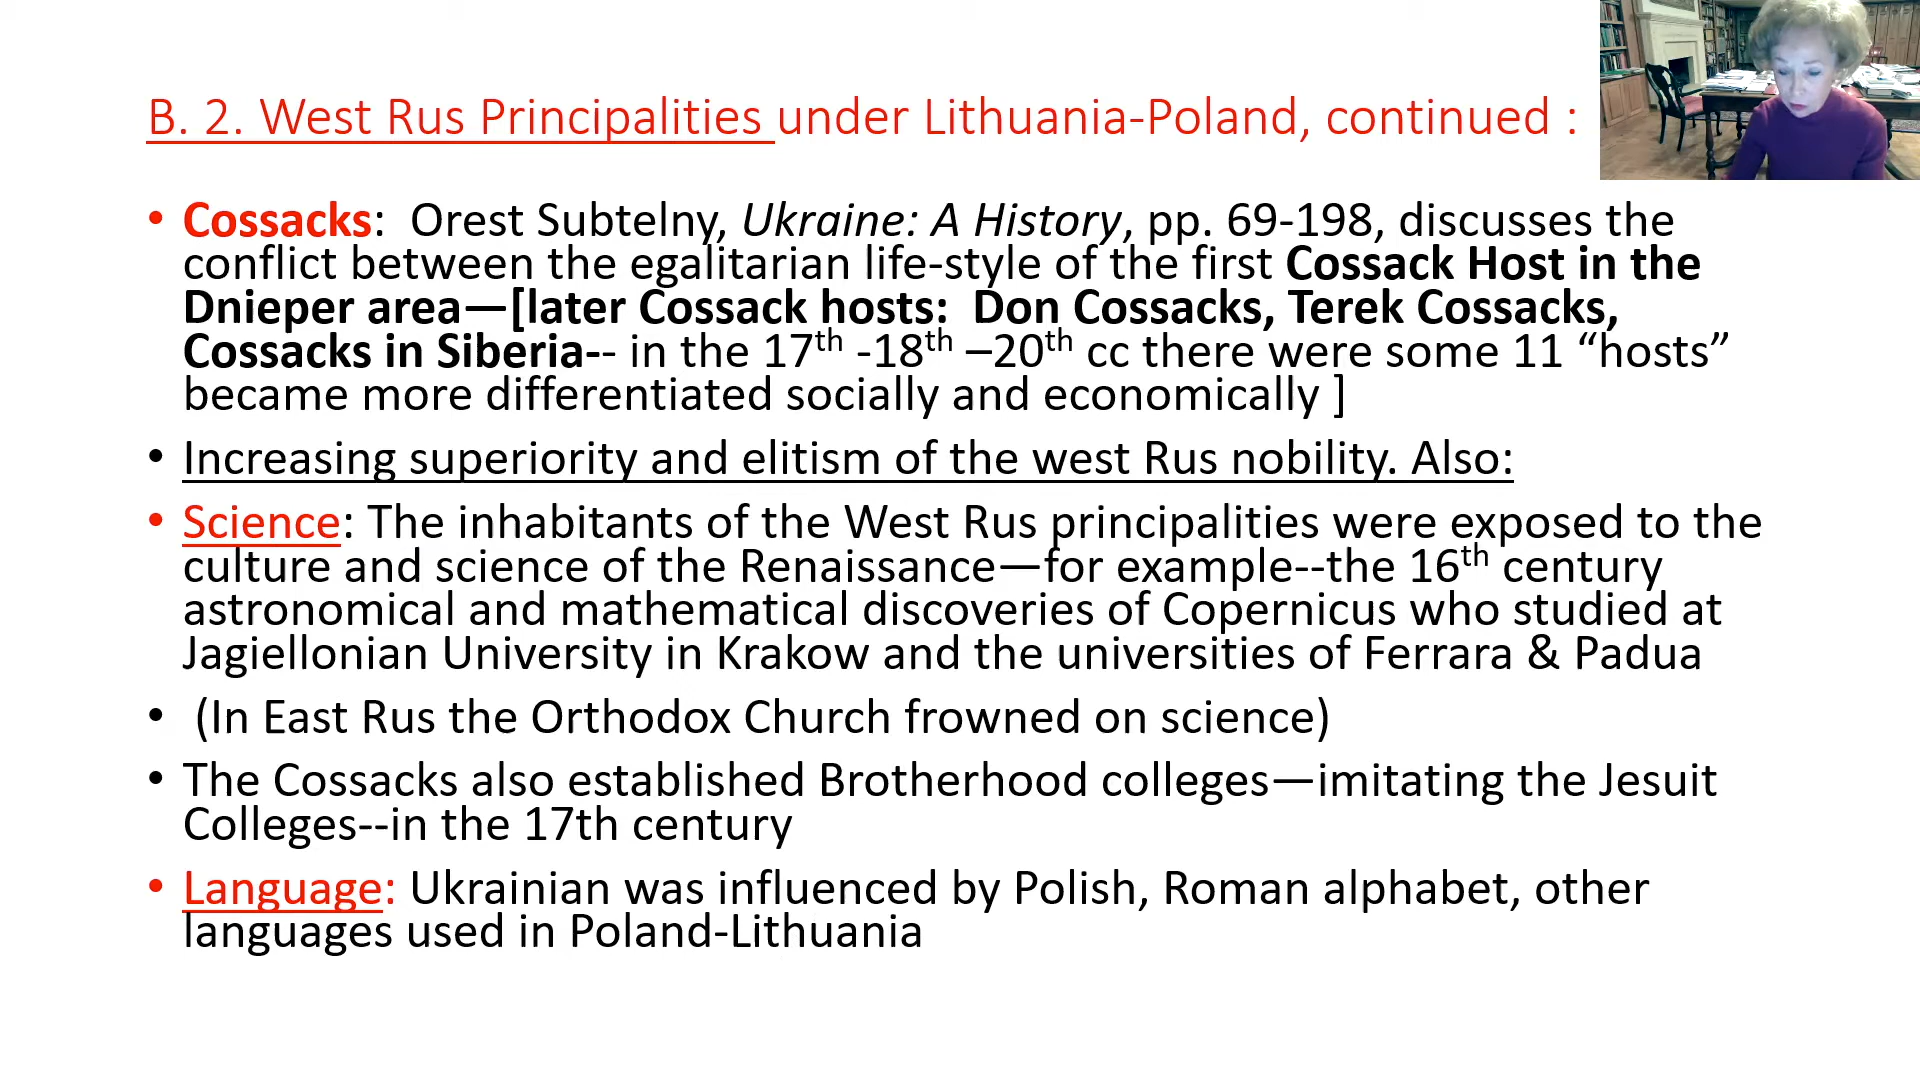 B. 2. West Rus Principalities under Lithuania-Poland, continued :
• Cossacks:  Orest Subtelny, Ukraine: A History, pp. 69-198, discusses the
conflict between the egalitarian life-style of the first Cossack Host in the
Dnieper area—[later Cossack hosts:  Don Cossacks, Terek Cossacks,
Cossacks in Siberia-- in the 17th -18th –20th cc there were some 11 “hosts”
became more differentiated socially and economically ]
• Increasing superiority and elitism of the west Rus nobility. Also:
• Science: The inhabitants of the West Rus principalities were exposed to the
culture and science of the Renaissance—for example--the 16th century
astronomical and mathematical discoveries of Copernicus who studied at
Jagiellonian University in Krakow and the universities of Ferrara & Padua
• (In East Rus the Orthodox Church frowned on science)
• The Cossacks also established Brotherhood colleges—imitating the Jesuit
Colleges--in the 17th century
• Language: Ukrainian was influenced by Polish, Roman alphabet, other
languages used in Poland-Lithuania